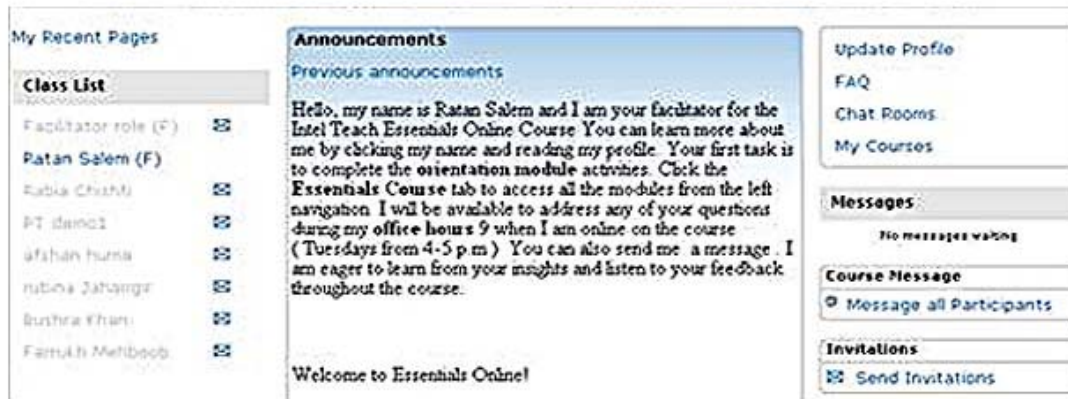 My Recent Pages
Class List
Facilitator role (F)
Ratan Salem (F)
Rabia Chishti
PT demo1
afshan huma
rubina Jahangir
Bushra Khan
Farrukh Mehboob
Announcements
Previous announcements
Hello, my name is Ratan Salem and I am your facilitator for the
Intel Teach Essentials Online Course You can learn more about
me by clicking my name and reading my profile. Your first task is
to complete the orientation module activities. Click the
Essentials Course tab to access all the modules from the left
navigation. I will be available to address any of your questions
during my office hours 9 when I am online on the course
( Tuesdays from 4-5 p.m ) You can also send me a message . I
am eager to learn from your insights and listen to your feedback
throughout the course.
Welcome to Essentials Online!
Update Profile
FAQ
Chat Rooms
My Courses
Messages
No messages waiting
Course Message
Message all Participants
Invitations
Send Invitations